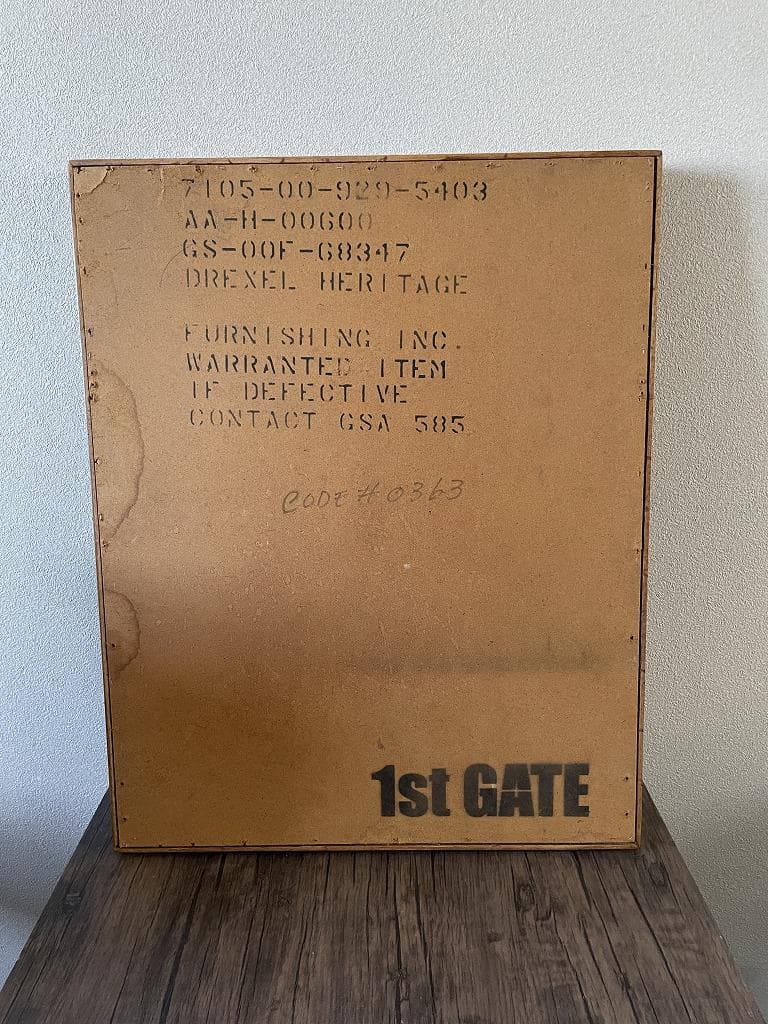 7105-00-929-5403
AA-H-00600
GS-00F-68347
DREXEL HERITAGE
FURNISHING INC.
WARRANTED ITEM
IF DEFECTIVE
CONTACT GSA 585
CODE # 0363
1st GATE